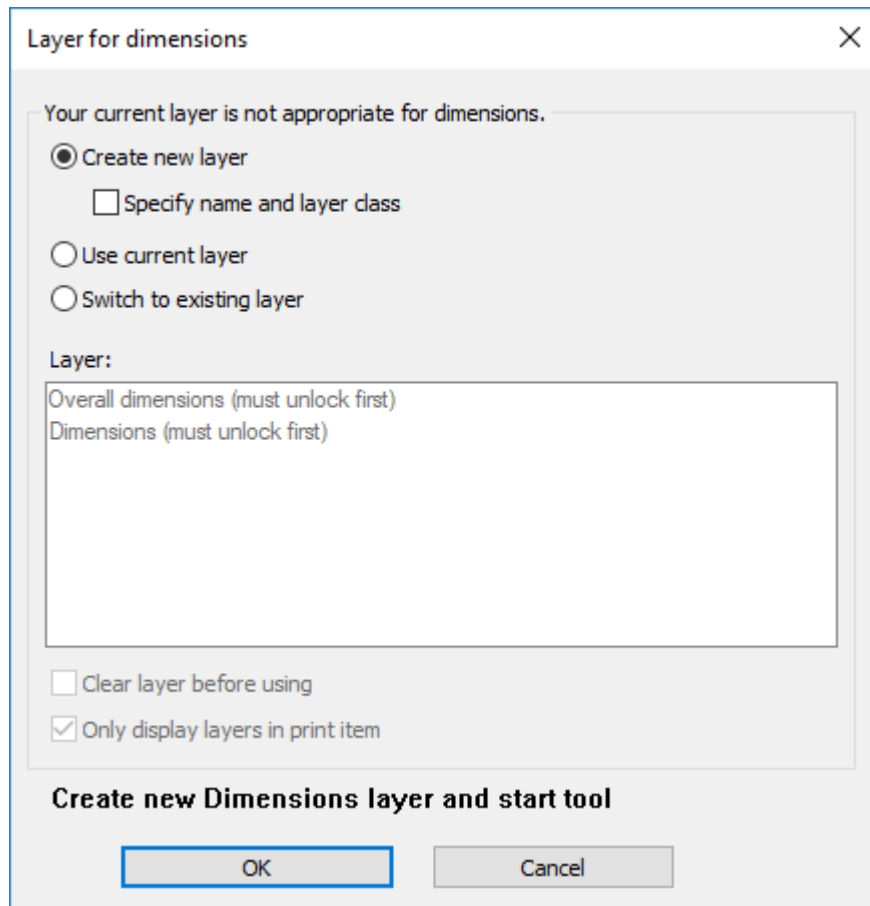 Layer for dimensions
Your current layer is not appropriate for dimensions.
Create new layer
Specify name and layer class
Use current layer
Switch to existing layer
Layer:
Overall dimensions (must unlock first)
Dimensions (must unlock first)
Clear layer before using
Only display layers in print item
Create new Dimensions layer and start tool
OK
Cancel